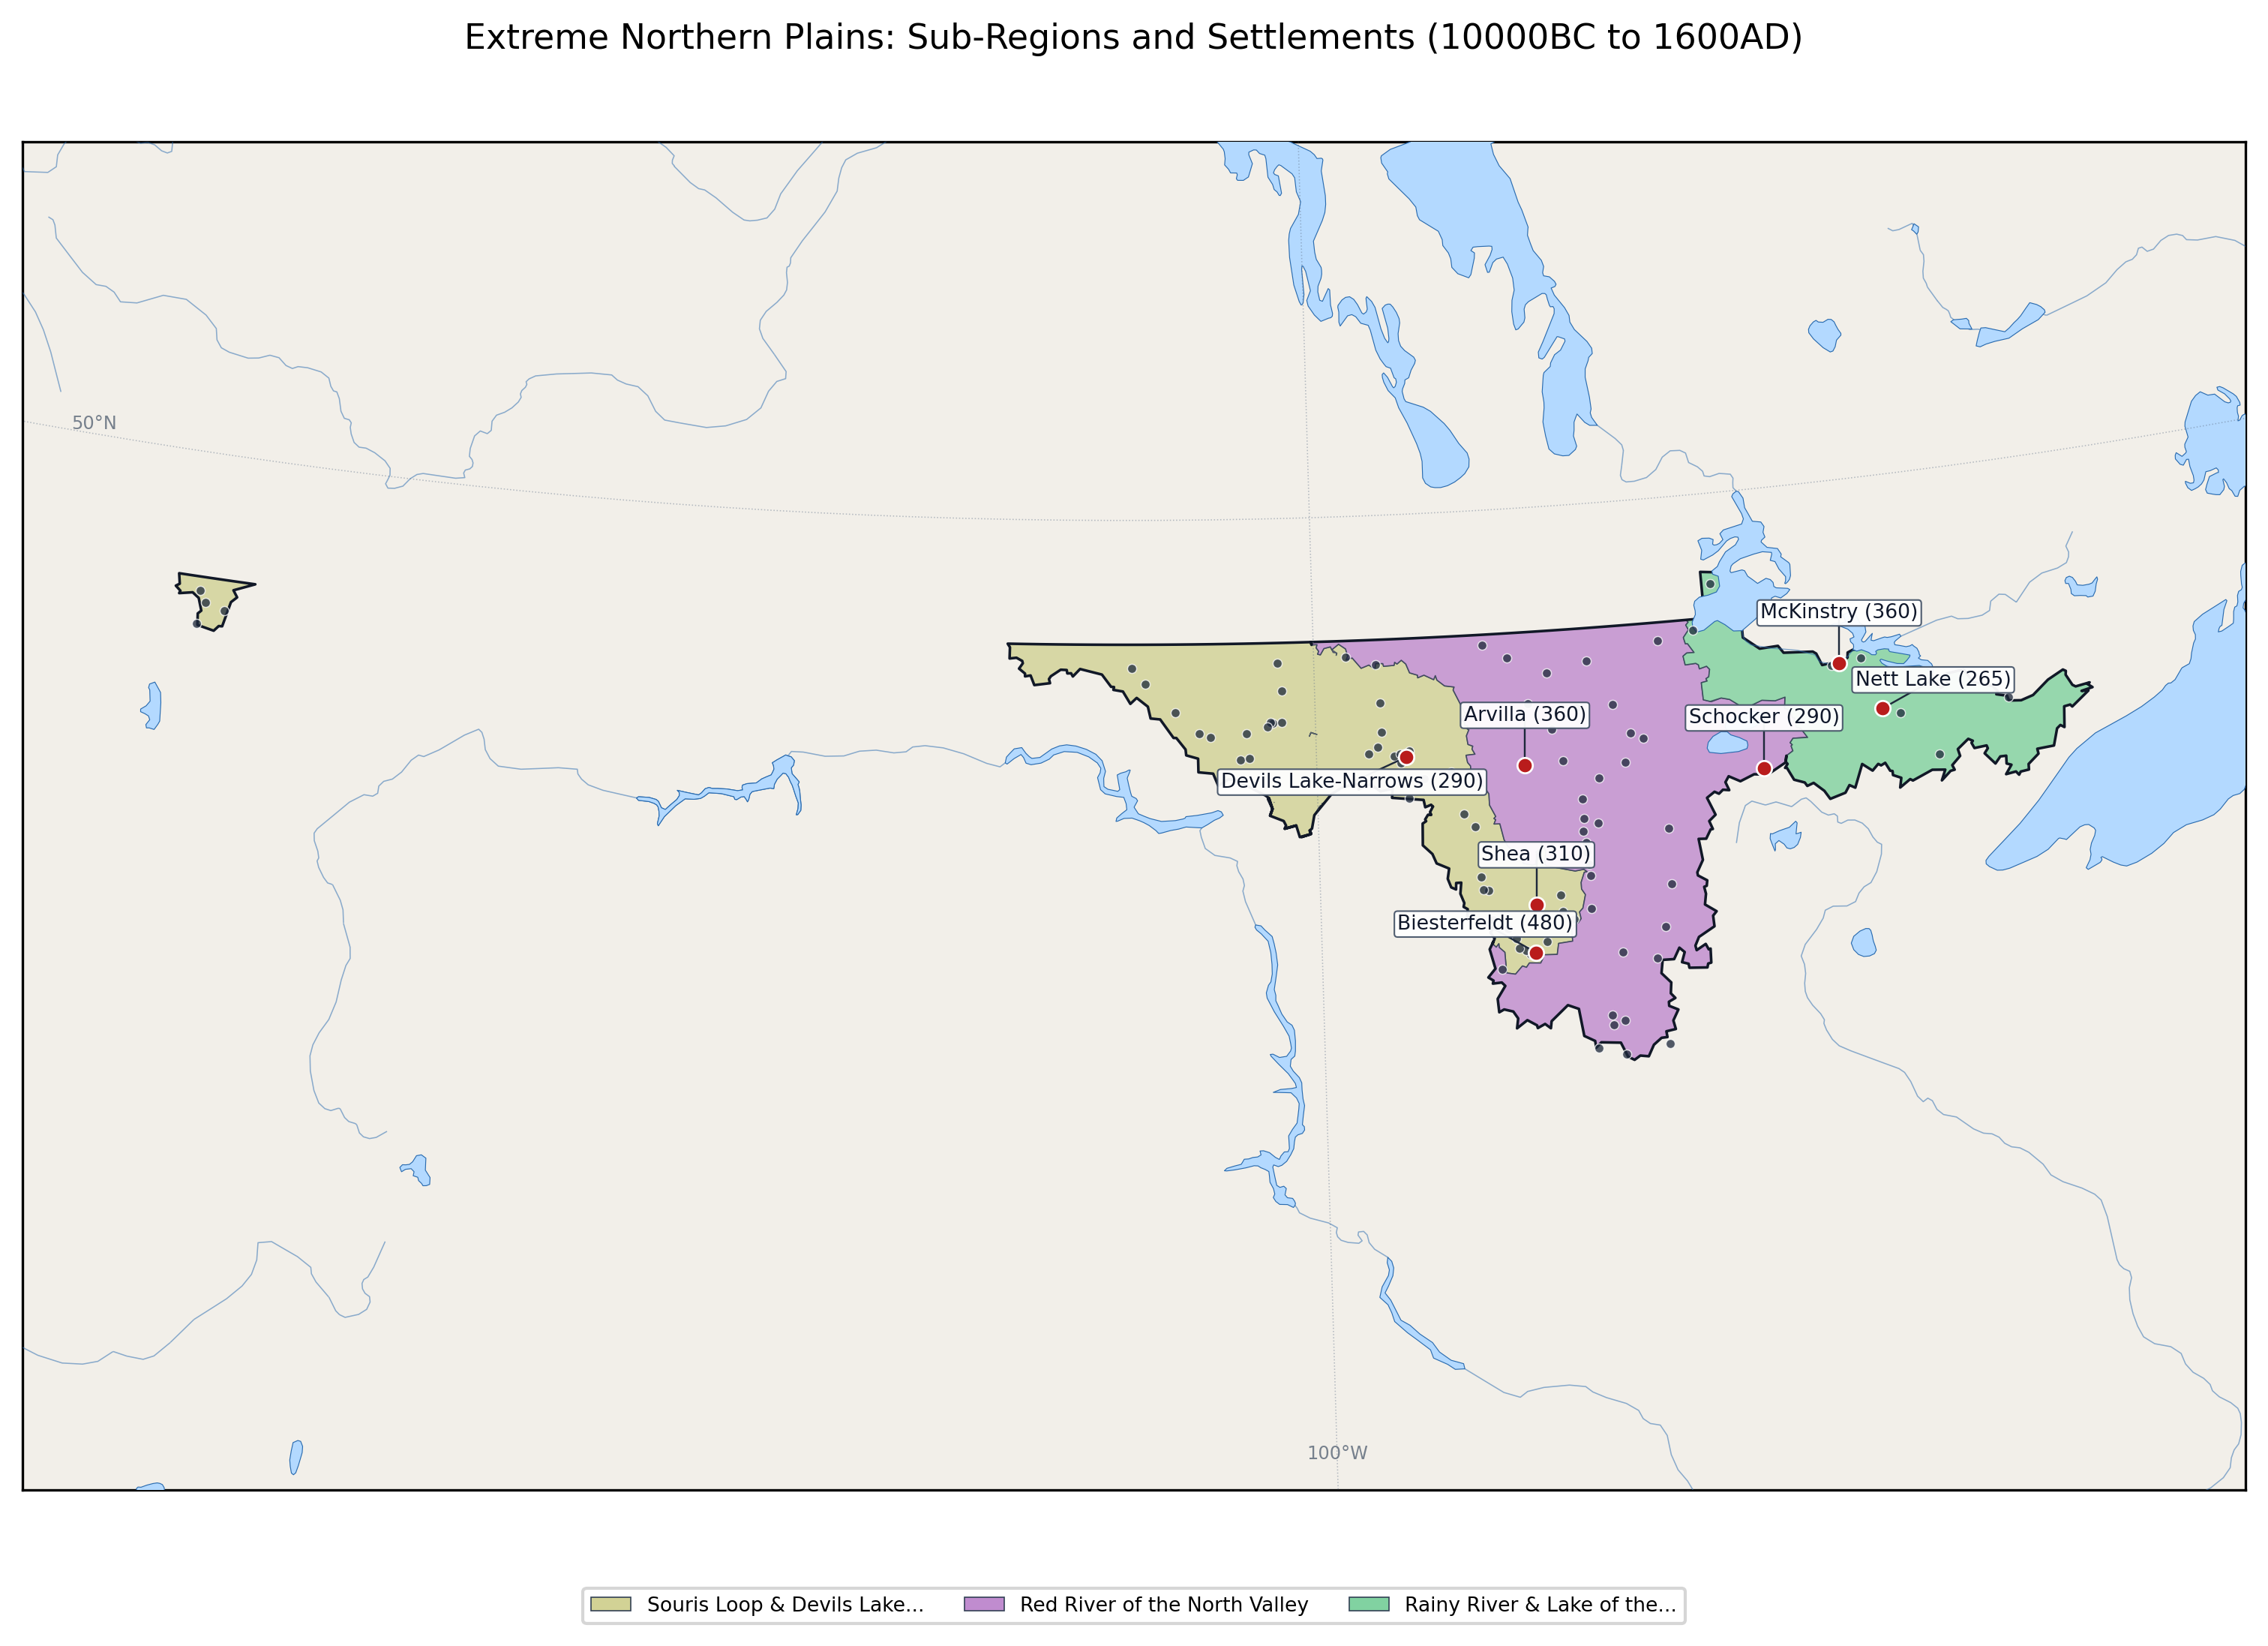 Extreme Northern Plains: Sub-Regions and Settlements (10000BC to 1600AD)
50°N
McKinstry (360)
Nett Lake (265)
Arvilla (360)
Schocker (290)
Devils Lake-Narrows (290)
Shea (310)
Biesterfeldt (480)
100°W
Souris Loop & Devils Lake...
Red River of the North Valley
Rainy River & Lake of the...